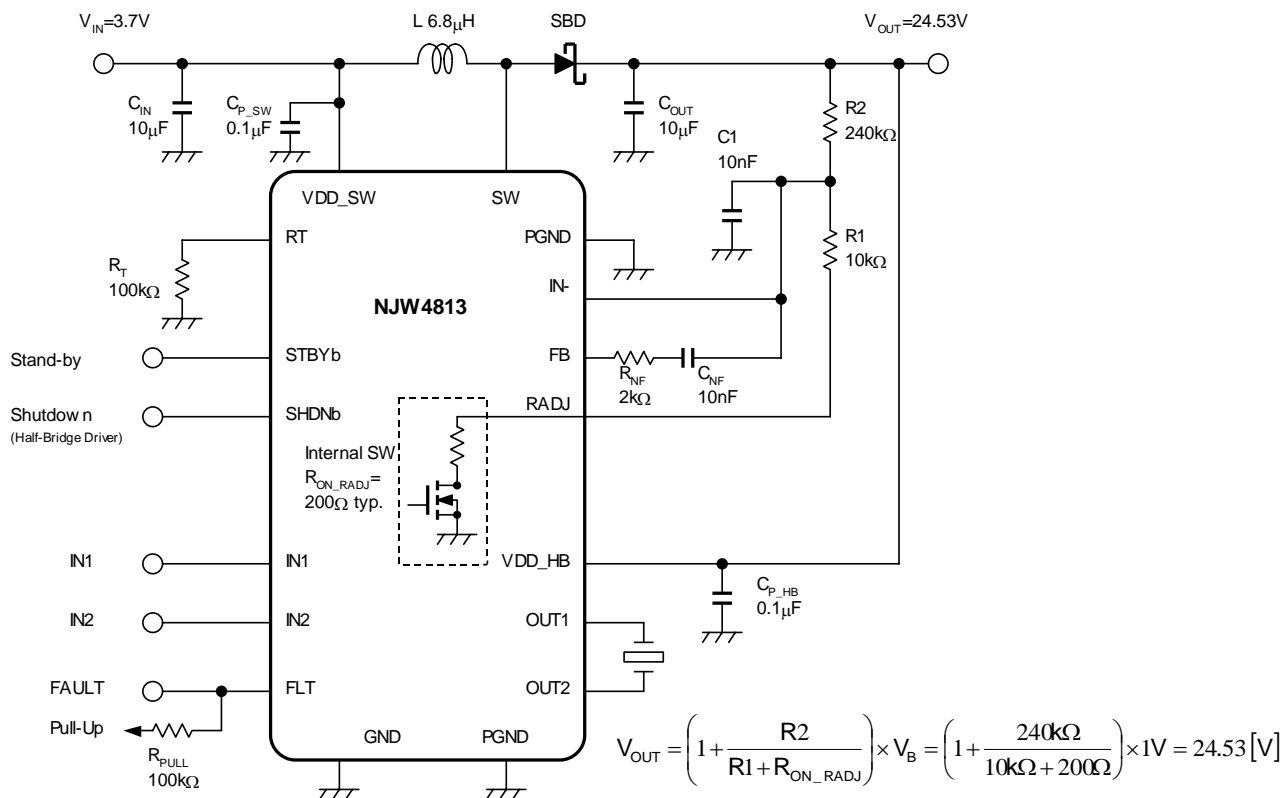 V_IN=3.7V
L 6.8μH
SBD
V_OUT=24.53V
C_IN
10μF
C_P_SW
0.1μF
C_OUT
10μF
R2
240kΩ
C1
10nF
VDD_SW
SW
RT
PGND
R1
10kΩ
R_T
100kΩ
IN-
NJW4813
Stand-by
STBYb
FB
R_NF
2kΩ
C_NF
10nF
RADJ
Shutdown
(Half-Bridge Driver)
SHDNb
Internal SW
R_ON_RADJ=
200Ω typ.
IN1
IN1
VDD_HB
C_P_HB
0.1μF
IN2
IN2
OUT1
FAULT
FLT
OUT2
Pull-Up
R_PULL
100kΩ
GND
PGND
V_OUT = (1 + R2/(R1 + R_ON_RADJ)) × V_B = (1 + 240kΩ/(10kΩ + 200Ω)) × 1V = 24.53 [V]